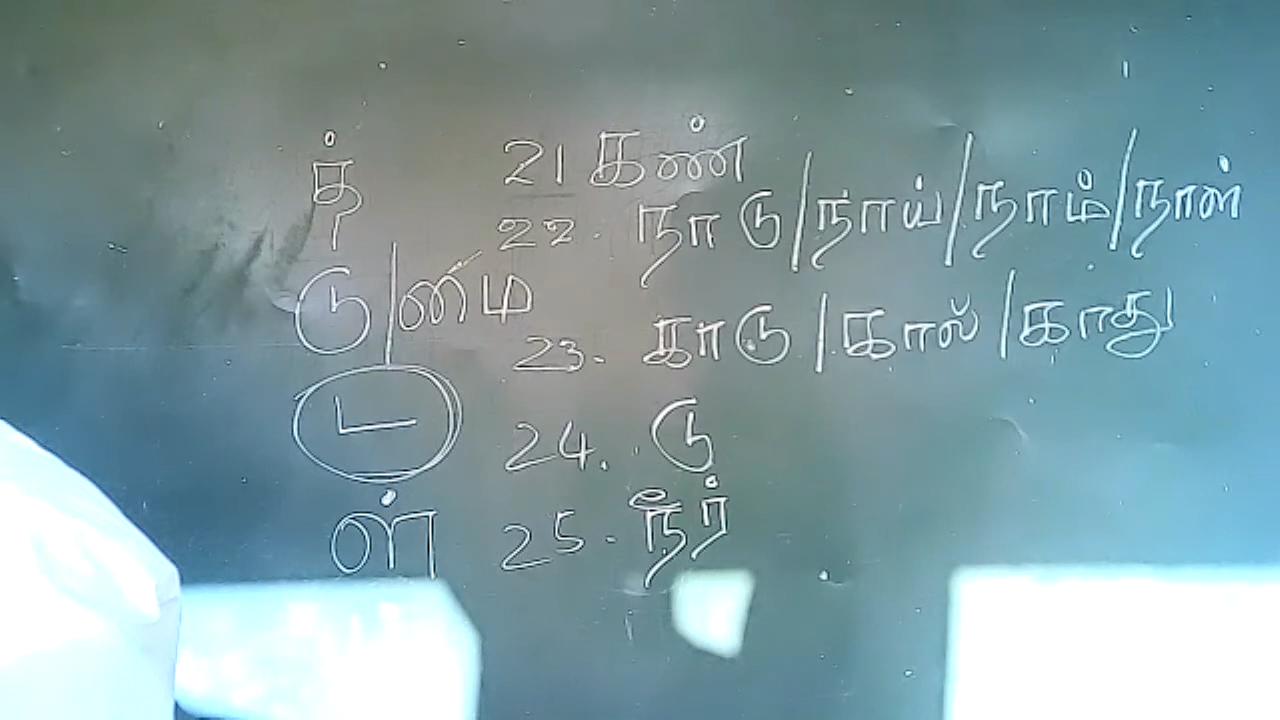 த் 21 கண்
22. நாடு/நாய்/நாம்/நான்
டு/மை
23. காடு/கால்/காது
ட 24. டு
ன் 25. நீர்